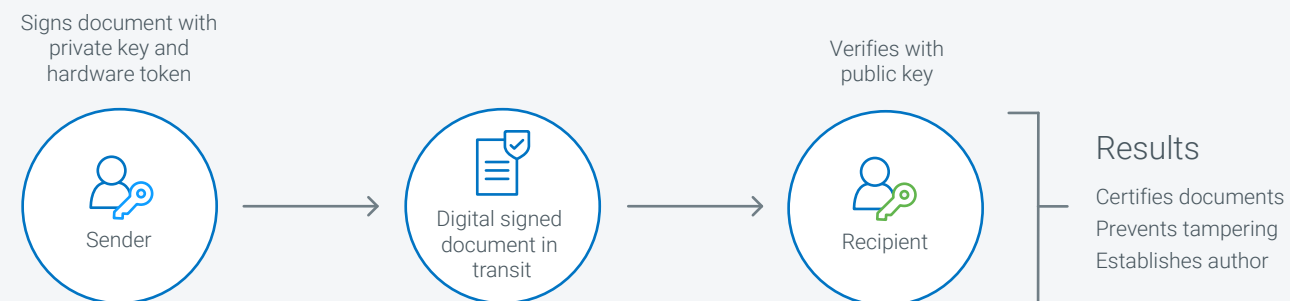 Signs document with
private key and
hardware token
Sender
Digital signed
document in
transit
Verifies with
public key
Recipient
Results
Certifies documents
Prevents tampering
Establishes author